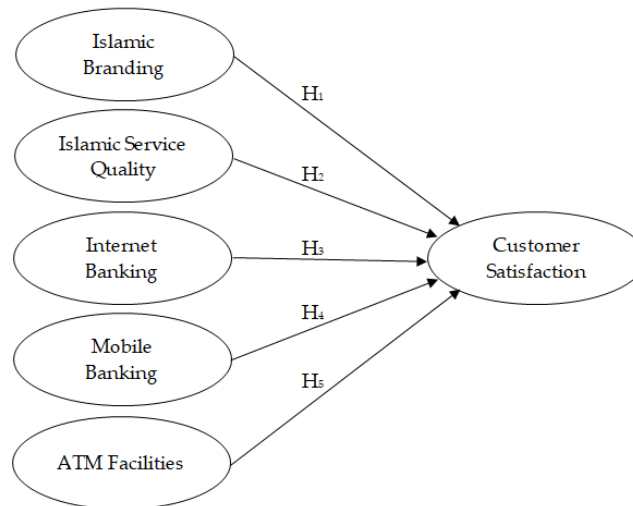 Islamic
Branding
H₁
Islamic Service
Quality
H₂
Internet
Banking
H₃
Customer
Satisfaction
Mobile
Banking
H₄
H₅
ATM Facilities